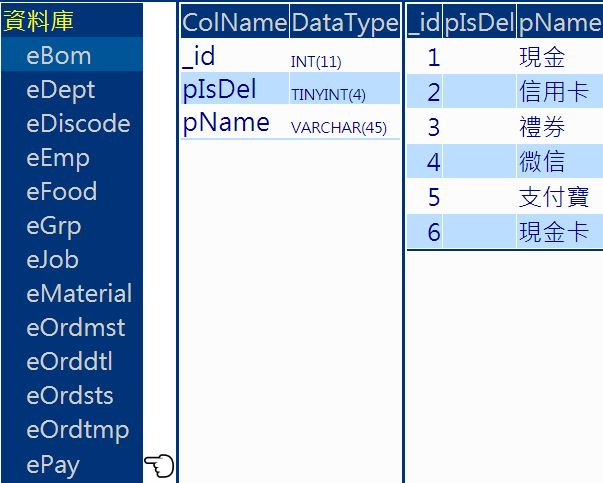 資料庫
eBom
eDept
eDiscode
eEmp
eFood
eGrp
eJob
eMaterial
eOrdmst
eOrddtl
eOrdsts
eOrdtmp
ePay
ColName DataType
_id INT(11)
pIsDel TINYINT(4)
pName VARCHAR(45)
_id pIsDel pName
1 現金
2 信用卡
3 禮券
4 微信
5 支付寶
6 現金卡